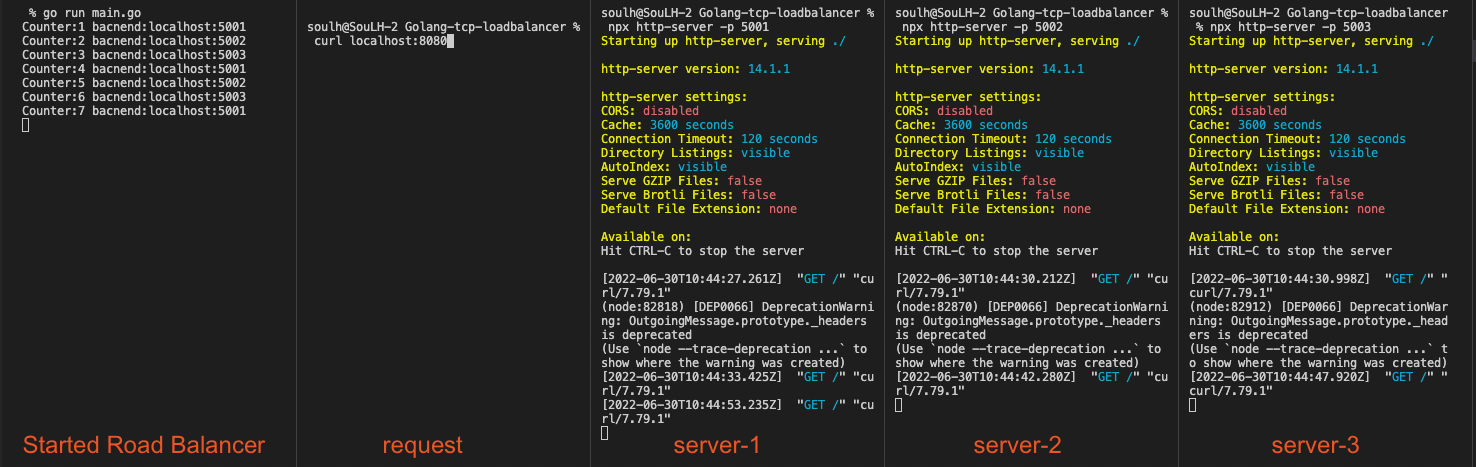 % go run main.go
Counter:1 bacnend:localhost:5001
Counter:2 bacnend:localhost:5002
Counter:3 bacnend:localhost:5003
Counter:4 bacnend:localhost:5001
Counter:5 bacnend:localhost:5002
Counter:6 bacnend:localhost:5003
Counter:7 bacnend:localhost:5001
Started Road Balancer
soulh@SouLH-2 Golang-tcp-loadbalancer %
curl localhost:8080
request
soulh@SouLH-2 Golang-tcp-loadbalancer %
npx http-server -p 5001
Starting up http-server, serving ./
http-server version: 14.1.1
http-server settings:
CORS: disabled
Cache: 3600 seconds
Connection Timeout: 120 seconds
Directory Listings: visible
AutoIndex: visible
Serve GZIP Files: false
Serve Brotli Files: false
Default File Extension: none
Available on:
Hit CTRL-C to stop the server
[2022-06-30T10:44:27.261Z]  "GET /" "cu
rl/7.79.1"
(node:82818) [DEP0066] DeprecationWarni
ng: OutgoingMessage.prototype._headers
is deprecated
(Use `node --trace-deprecation ...` to
show where the warning was created)
[2022-06-30T10:44:33.425Z]  "GET /" "cu
rl/7.79.1"
[2022-06-30T10:44:53.235Z]  "GET /" "cu
rl/7.79.1"
server-1
soulh@SouLH-2 Golang-tcp-loadbalancer %
npx http-server -p 5002
Starting up http-server, serving ./
http-server version: 14.1.1
http-server settings:
CORS: disabled
Cache: 3600 seconds
Connection Timeout: 120 seconds
Directory Listings: visible
AutoIndex: visible
Serve GZIP Files: false
Serve Brotli Files: false
Default File Extension: none
Available on:
Hit CTRL-C to stop the server
[2022-06-30T10:44:30.212Z]  "GET /" "cu
rl/7.79.1"
(node:82870) [DEP0066] DeprecationWarni
ng: OutgoingMessage.prototype._headers
is deprecated
(Use `node --trace-deprecation ...` to
show where the warning was created)
[2022-06-30T10:44:42.280Z]  "GET /" "cu
rl/7.79.1"
server-2
soulh@SouLH-2 Golang-tcp-loadbalancer
% npx http-server -p 5003
Starting up http-server, serving ./
http-server version: 14.1.1
http-server settings:
CORS: disabled
Cache: 3600 seconds
Connection Timeout: 120 seconds
Directory Listings: visible
AutoIndex: visible
Serve GZIP Files: false
Serve Brotli Files: false
Default File Extension: none
Available on:
Hit CTRL-C to stop the server
[2022-06-30T10:44:30.998Z]  "GET /" "
curl/7.79.1"
(node:82912) [DEP0066] DeprecationWar
ning: OutgoingMessage.prototype._head
ers is deprecated
(Use `node --trace-deprecation ...` t
o show where the warning was created)
[2022-06-30T10:44:47.920Z]  "GET /" "
curl/7.79.1"
server-3